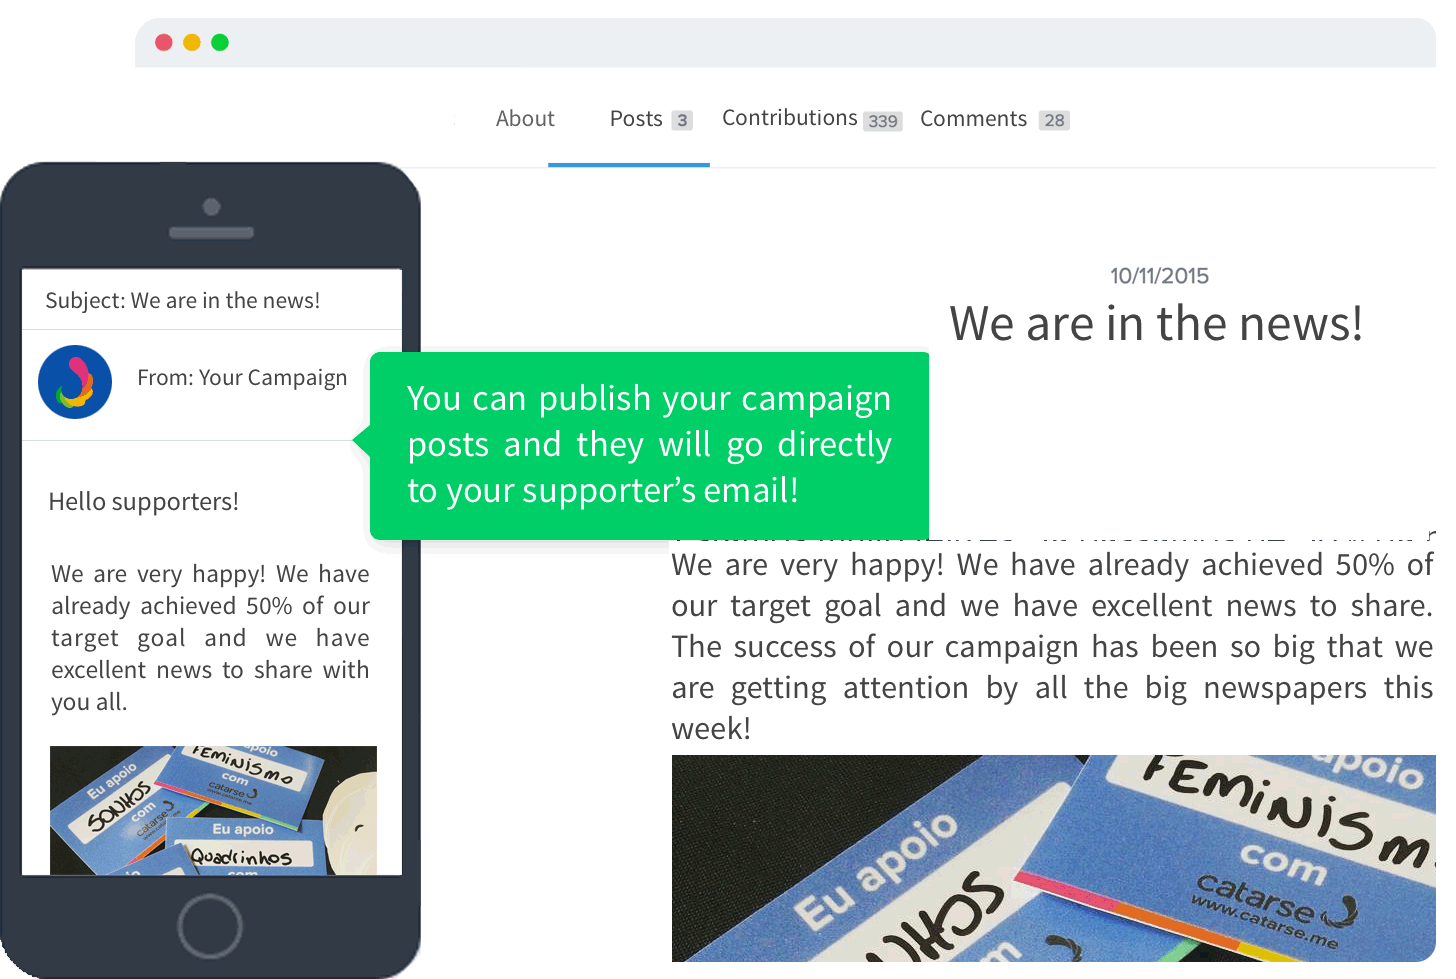 About
Posts 3
Contributions 339
Comments 28
10/11/2015
We are in the news!
Subject: We are in the news!
From: Your Campaign
You can publish your campaign
posts and they will go directly
to your supporter’s email!
Hello supporters!
We are very happy! We have
already achieved 50% of our
target goal and we have
excellent news to share with
you all.
Eu apoio
SONHOS
com
catarse
apoio
FEMINISMO
com
catarse
www.catarse.me
Eu apoio
Quadrinhos
com
We are very happy! We have already achieved 50% of
our target goal and we have excellent news to share.
The success of our campaign has been so big that we
are getting attention by all the big newspapers this
week!
Eu apoio
SONHOS
apoio
FEMINISM
com
catarse
www.catarse.me